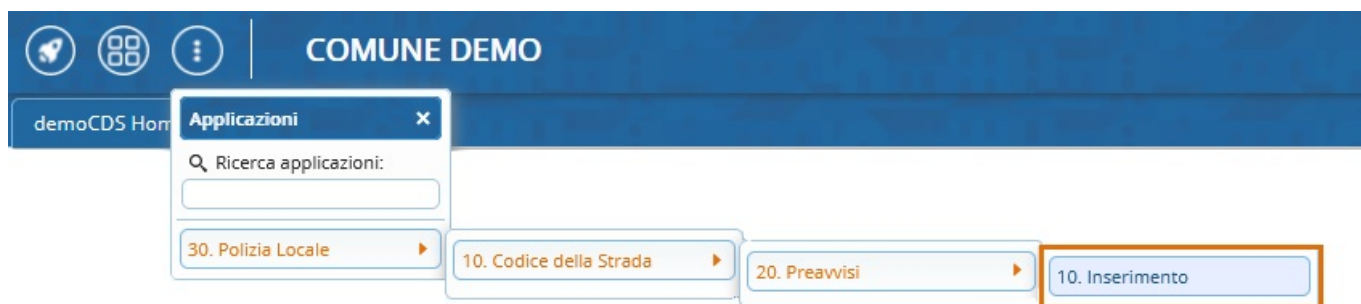 COMUNE DEMO
demoCDS Hom
Applicazioni
Ricerca applicazioni:
30. Polizia Locale
10. Codice della Strada
20. Preavvisi
10. Inserimento